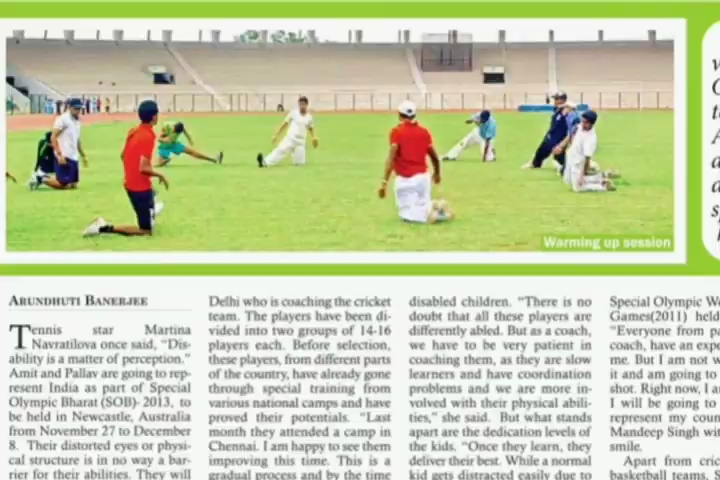 Warming up session
ARUNDHUTI BANERJEE
Tennis star Martina
Navratilova once said, "Dis-
ability is a matter of perception."
Amit and Pallav are going to rep-
resent India as part of Special
Olympic Bharat (SOB)- 2013, to
be held in Newcastle, Australia
from November 27 to December
8. Their distorted eyes or physi-
cal structure is in no way a bar-
rier for their abilities. They will
Delhi who is coaching the cricket
team. The players have been di-
vided into two groups of 14-16
players each. Before selection,
these players, from different parts
of the country, have already gone
through special training from
various national camps and have
proved their potentials. "Last
month they attended a camp in
Chennai. I am happy to see them
improving this time. This is a
gradual process and by the time
disabled children. "There is no
doubt that all these players are
differently abled. But as a coach,
we have to be very patient in
coaching them, as they are slow
learners and have coordination
problems and we are more in-
volved with their physical abili-
ties," she said. But what stands
apart are the dedication levels of
the kids. "Once they learn, they
deliver their best. While a normal
kid gets distracted easily due to
Special Olympic
Games(2011) held
"Everyone from
coach, have an
me. But I am not
it and am going to
shot. Right now, I
I will be going to
represent my
Mandeep Singh
smile.
Apart from
basketball teams,